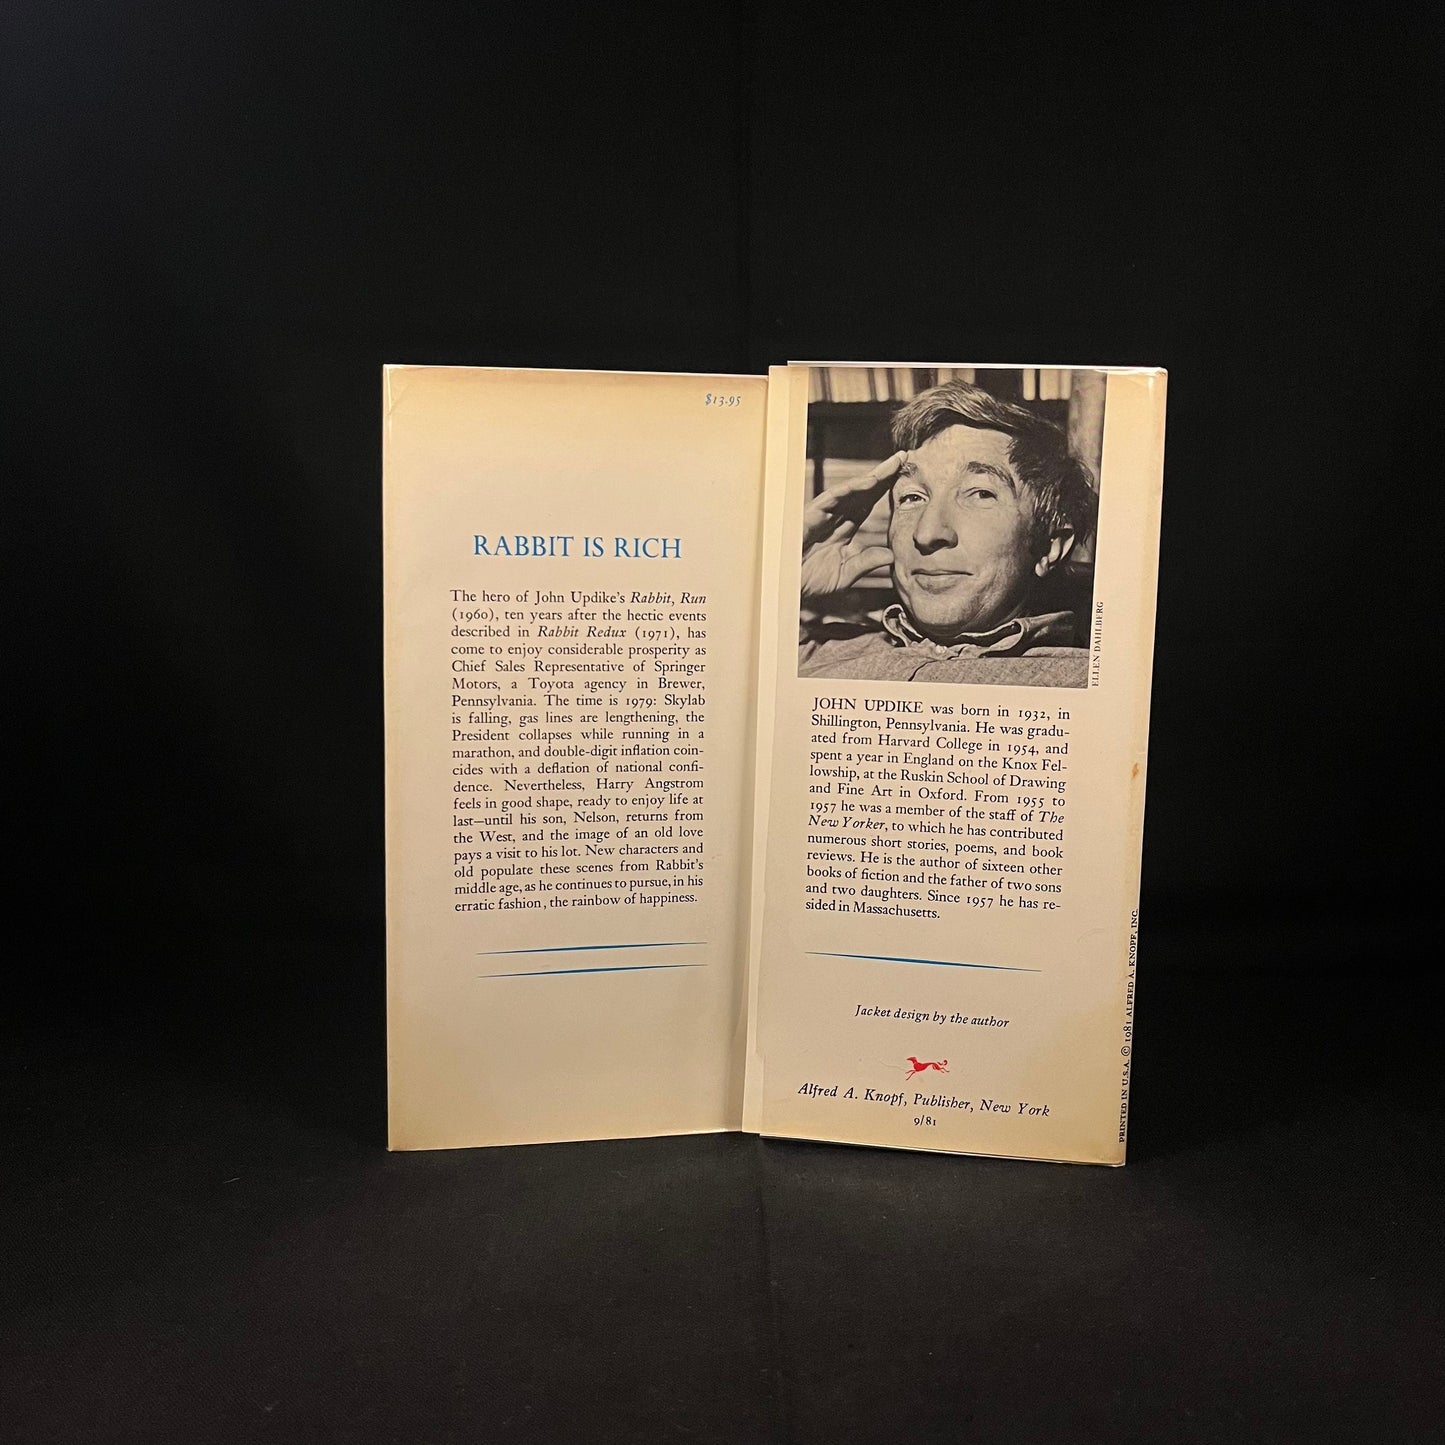 $13.95
RABBIT IS RICH
The hero of John Updike's Rabbit, Run
(1960), ten years after the hectic events
described in Rabbit Redux (1971), has
come to enjoy considerable prosperity as
Chief Sales Representative of Springer
Motors, a Toyota agency in Brewer,
Pennsylvania. The time is 1979: Skylab
is falling, gas lines are lengthening, the
President collapses while running in a
marathon, and double-digit inflation coin-
cides with a deflation of national confi-
dence. Nevertheless, Harry Angstrom
feels in good shape, ready to enjoy life at
last—until his son, Nelson, returns from
the West, and the image of an old love
pays a visit to his lot. New characters and
old populate these scenes from Rabbit's
middle age, as he continues to pursue, in his
erratic fashion, the rainbow of happiness.
ELLEN DAHLBERG
JOHN UPDIKE was born in 1932, in
Shillington, Pennsylvania. He was gradu-
ated from Harvard College in 1954, and
spent a year in England on the Knox Fel-
lowship, at the Ruskin School of Drawing
and Fine Art in Oxford. From 1955 to
1957 he was a member of the staff of The
New Yorker, to which he has contributed
numerous short stories, poems, and book
reviews. He is the author of sixteen other
books of fiction and the father of two sons
and two daughters. Since 1957 he has re-
sided in Massachusetts.
Jacket design by the author
Alfred A. Knopf, Publisher, New York
9/81
PRINTED IN U.S.A. © 1981 ALFRED A. KNOPF, INC.